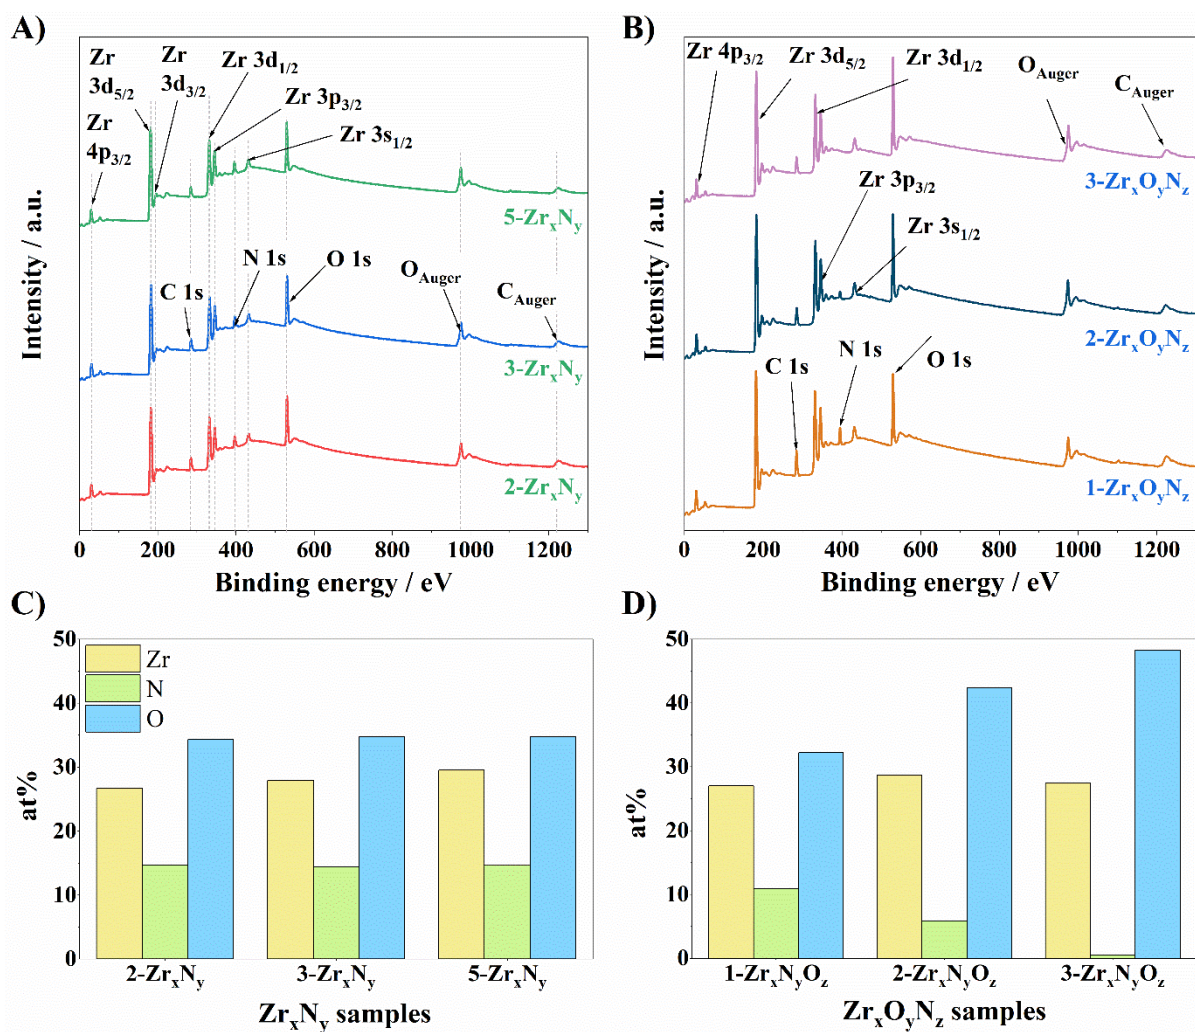 A)
Zr
3d5/2
Zr
3d3/2
Zr 3d1/2
Zr 3p3/2
Zr 3s1/2
Zr
4p3/2
5-ZrxNy
C 1s
N 1s
O 1s
OAuger
CAuger
3-ZrxNy
2-ZrxNy
Intensity / a.u.
0 200 400 600 800 1000 1200
Binding energy / eV
B)
Zr 4p3/2
Zr 3d5/2
Zr 3d1/2
OAuger
CAuger
3-ZrxOyNz
Zr 3p3/2
Zr 3s1/2
2-ZrxOyNz
C 1s
N 1s
O 1s
1-ZrxOyNz
Intensity / a.u.
0 200 400 600 800 1000 1200
Binding energy / eV
C)
50
40
30
20
10
0
at%
Zr
N
O
2-ZrxNy 3-ZrxNy 5-ZrxNy
ZrxNy samples
D)
50
40
30
20
10
0
at%
1-ZrxNyOz 2-ZrxNyOz 3-ZrxNyOz
ZrxOyNz samples